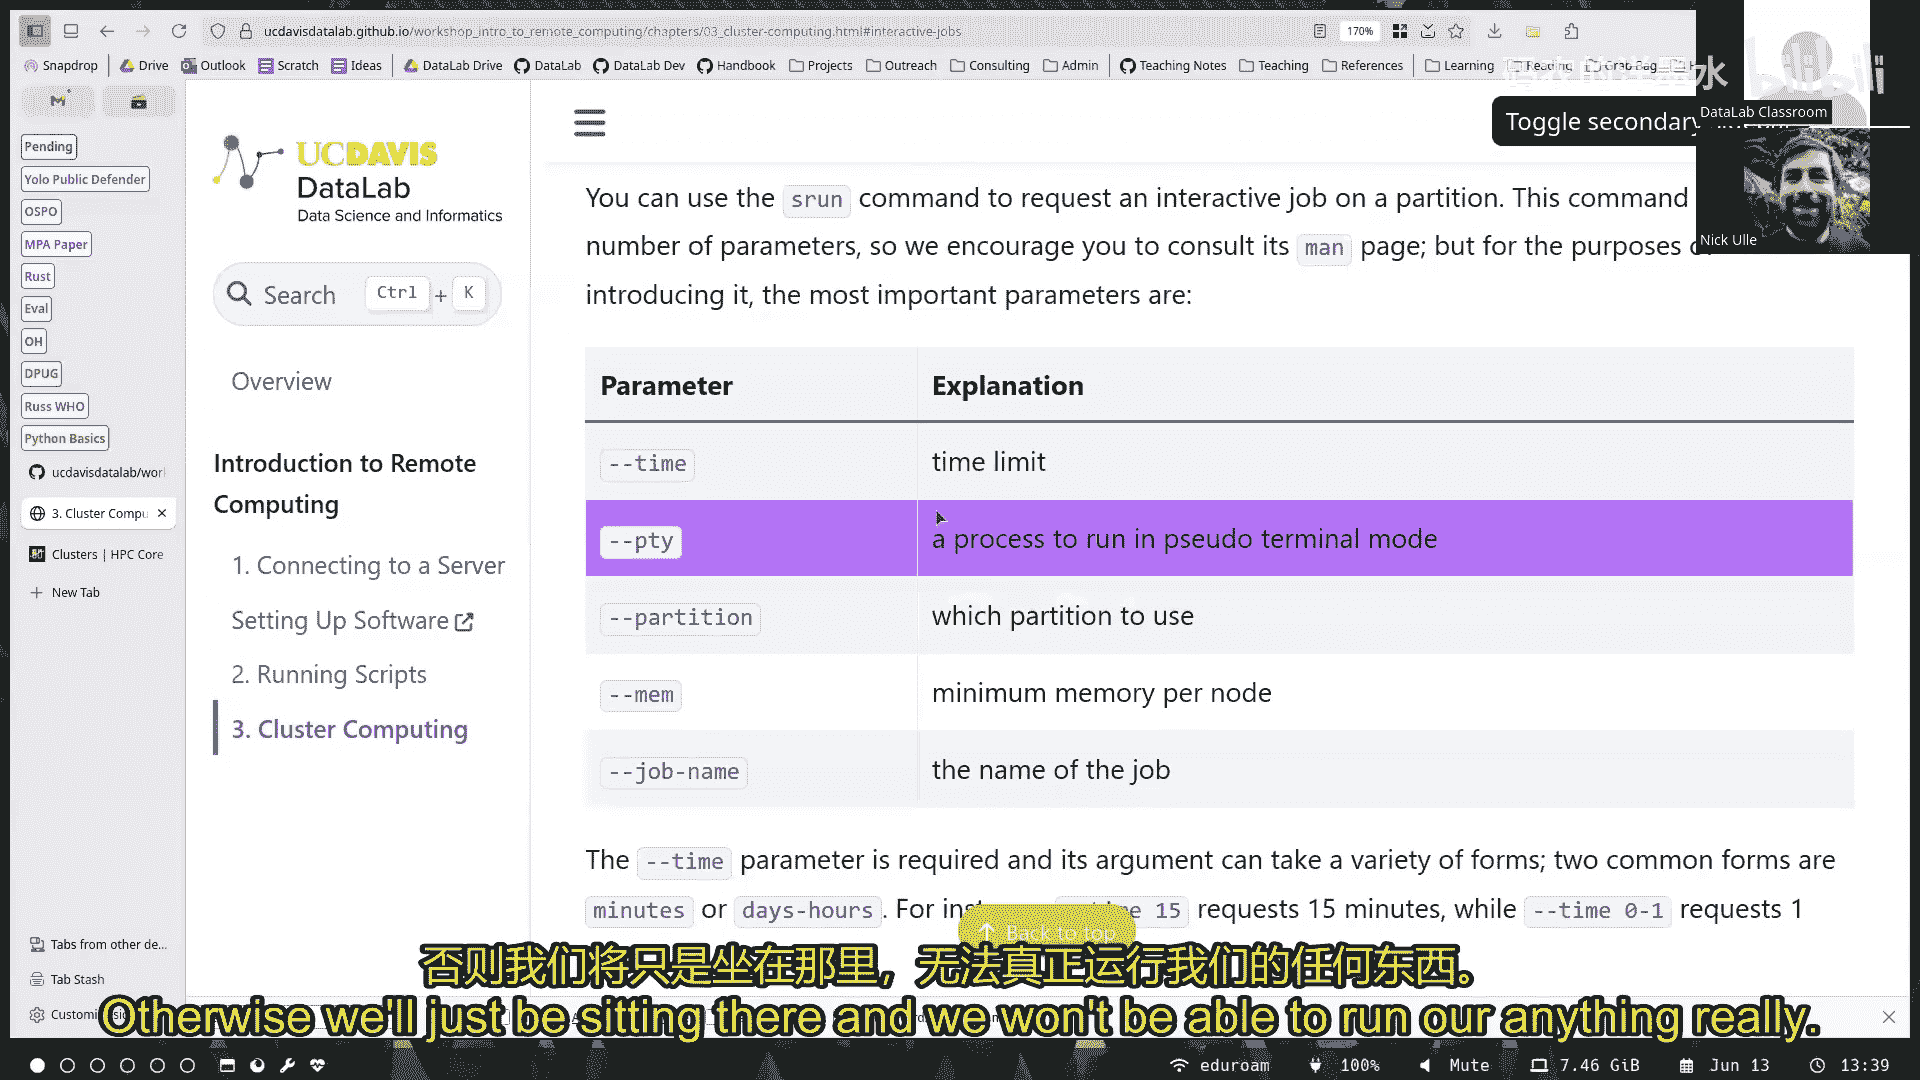 ucdavisdatalab.github.io/workshop_intro_to_remote_computing/chapters/03_cluster-computing.html#interactive-jobs
170%
Snapdrop
Drive
Outlook
Scratch
Ideas
DataLab Drive
DataLab
DataLab Dev
Handbook
Projects
Outreach
Consulting
Admin
Teaching Notes
Teaching
References
Learning
Reading
Grab Bag
bilibili
DataLab Classroom
Nick Ulle
Toggle secondary
Pending
Yolo Public Defender
OSPO
MPA Paper
Rust
Eval
OH
DPUG
Russ WHO
Python Basics
ucdavisdatalab/wor
3. Cluster Compu
Clusters | HPC Core
New Tab
Tabs from other de...
Tab Stash
UCDAVIS
DataLab
Data Science and Informatics
Search Ctrl + K
Overview
Introduction to Remote
Computing
1. Connecting to a Server
Setting Up Software
2. Running Scripts
3. Cluster Computing
You can use the srun command to request an interactive job on a partition. This command
number of parameters, so we encourage you to consult its man page; but for the purposes
introducing it, the most important parameters are:
Parameter Explanation
--time time limit
--pty a process to run in pseudo terminal mode
--partition which partition to use
--mem minimum memory per node
--job-name the name of the job
The --time parameter is required and its argument can take a variety of forms; two common forms are
minutes or days-hours. For 15 requests 15 minutes, while --time 0-1 requests 1
Back to top
否则我们将只是坐在那里，无法真正运行我们的任何东西。
Otherwise we'll just be sitting there and we won't be able to run our anything really.
eduroam 100% Mute 7.46 GiB Jun 13 13:39